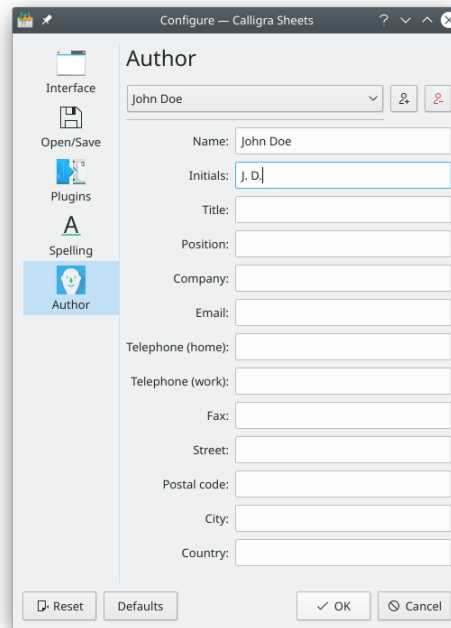 Configure — Calligra Sheets
Interface
Open/Save
Plugins
Spelling
Author
Author
John Doe
Name: John Doe
Initials: J. D.
Title:
Position:
Company:
Email:
Telephone (home):
Telephone (work):
Fax:
Street:
Postal code:
City:
Country:
Reset Defaults OK Cancel